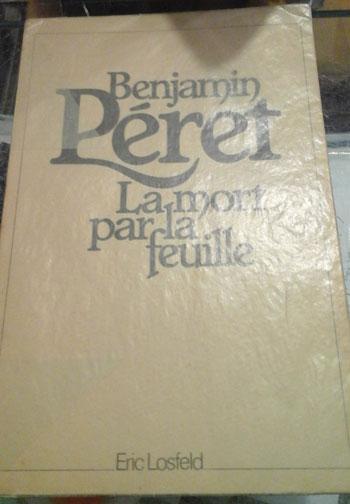 Benjamin
Péret
La mort
par la
feuille
Eric Losfeld